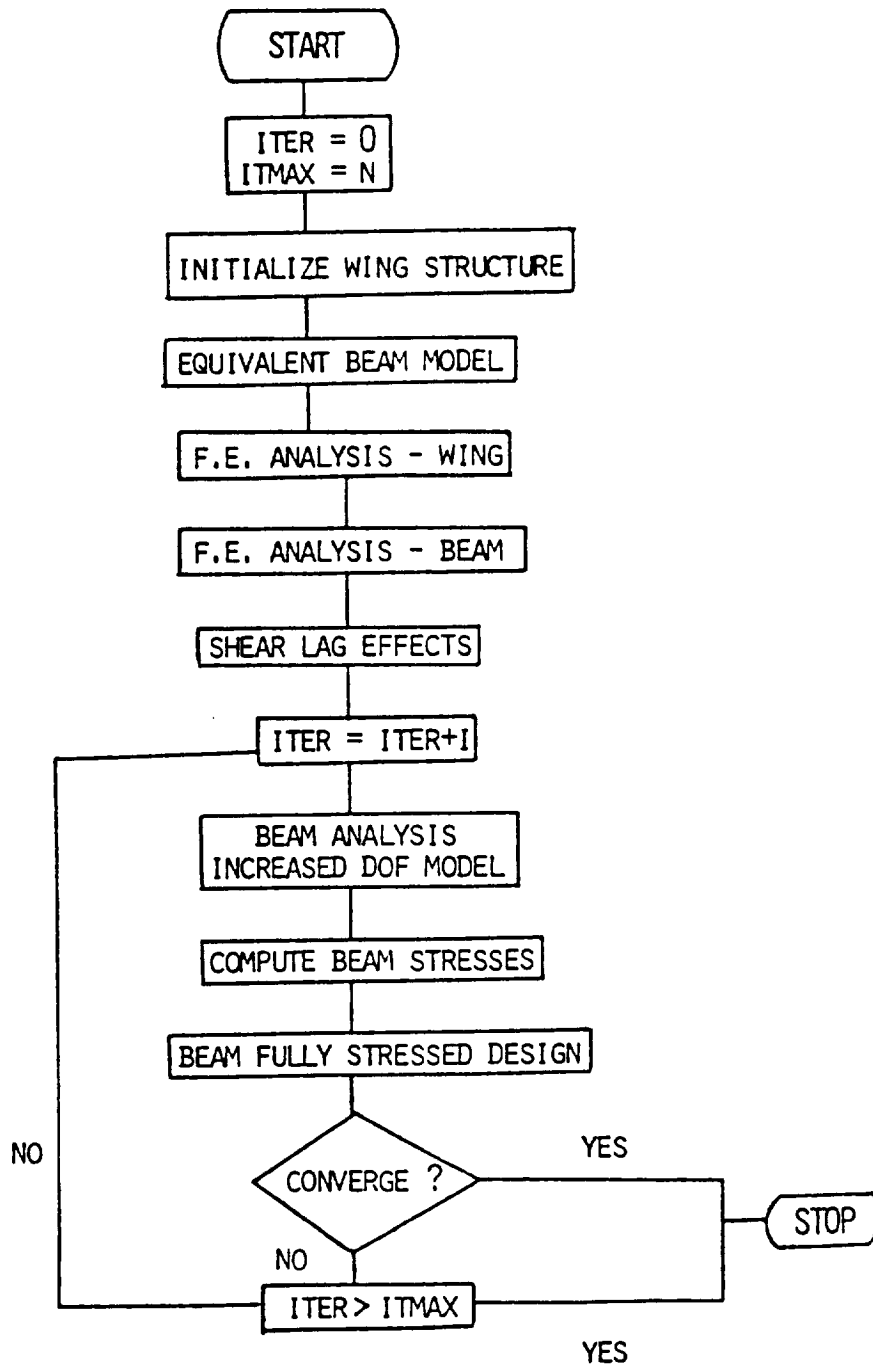 START
ITER = 0
ITMAX = N
INITIALIZE WING STRUCTURE
EQUIVALENT BEAM MODEL
F.E. ANALYSIS - WING
F.E. ANALYSIS - BEAM
SHEAR LAG EFFECTS
ITER = ITER+I
BEAM ANALYSIS
INCREASED DOF MODEL
COMPUTE BEAM STRESSES
BEAM FULLY STRESSED DESIGN
NO
YES
CONVERGE ?
STOP
NO
ITER > ITMAX
YES